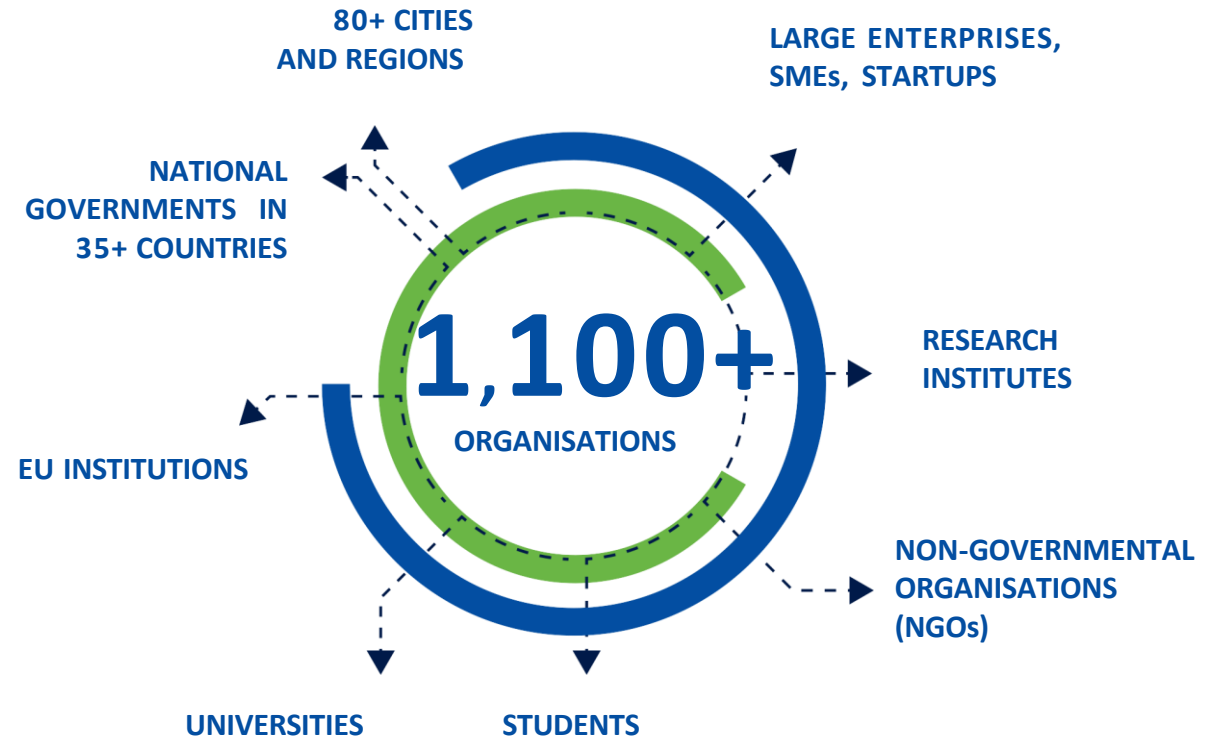 80+ CITIES
AND REGIONS
LARGE ENTERPRISES,
SMEs, STARTUPS
NATIONAL
GOVERNMENTS IN
35+ COUNTRIES
1,100+
ORGANISATIONS
RESEARCH
INSTITUTES
EU INSTITUTIONS
NON-GOVERNMENTAL
ORGANISATIONS
(NGOs)
UNIVERSITIES
STUDENTS